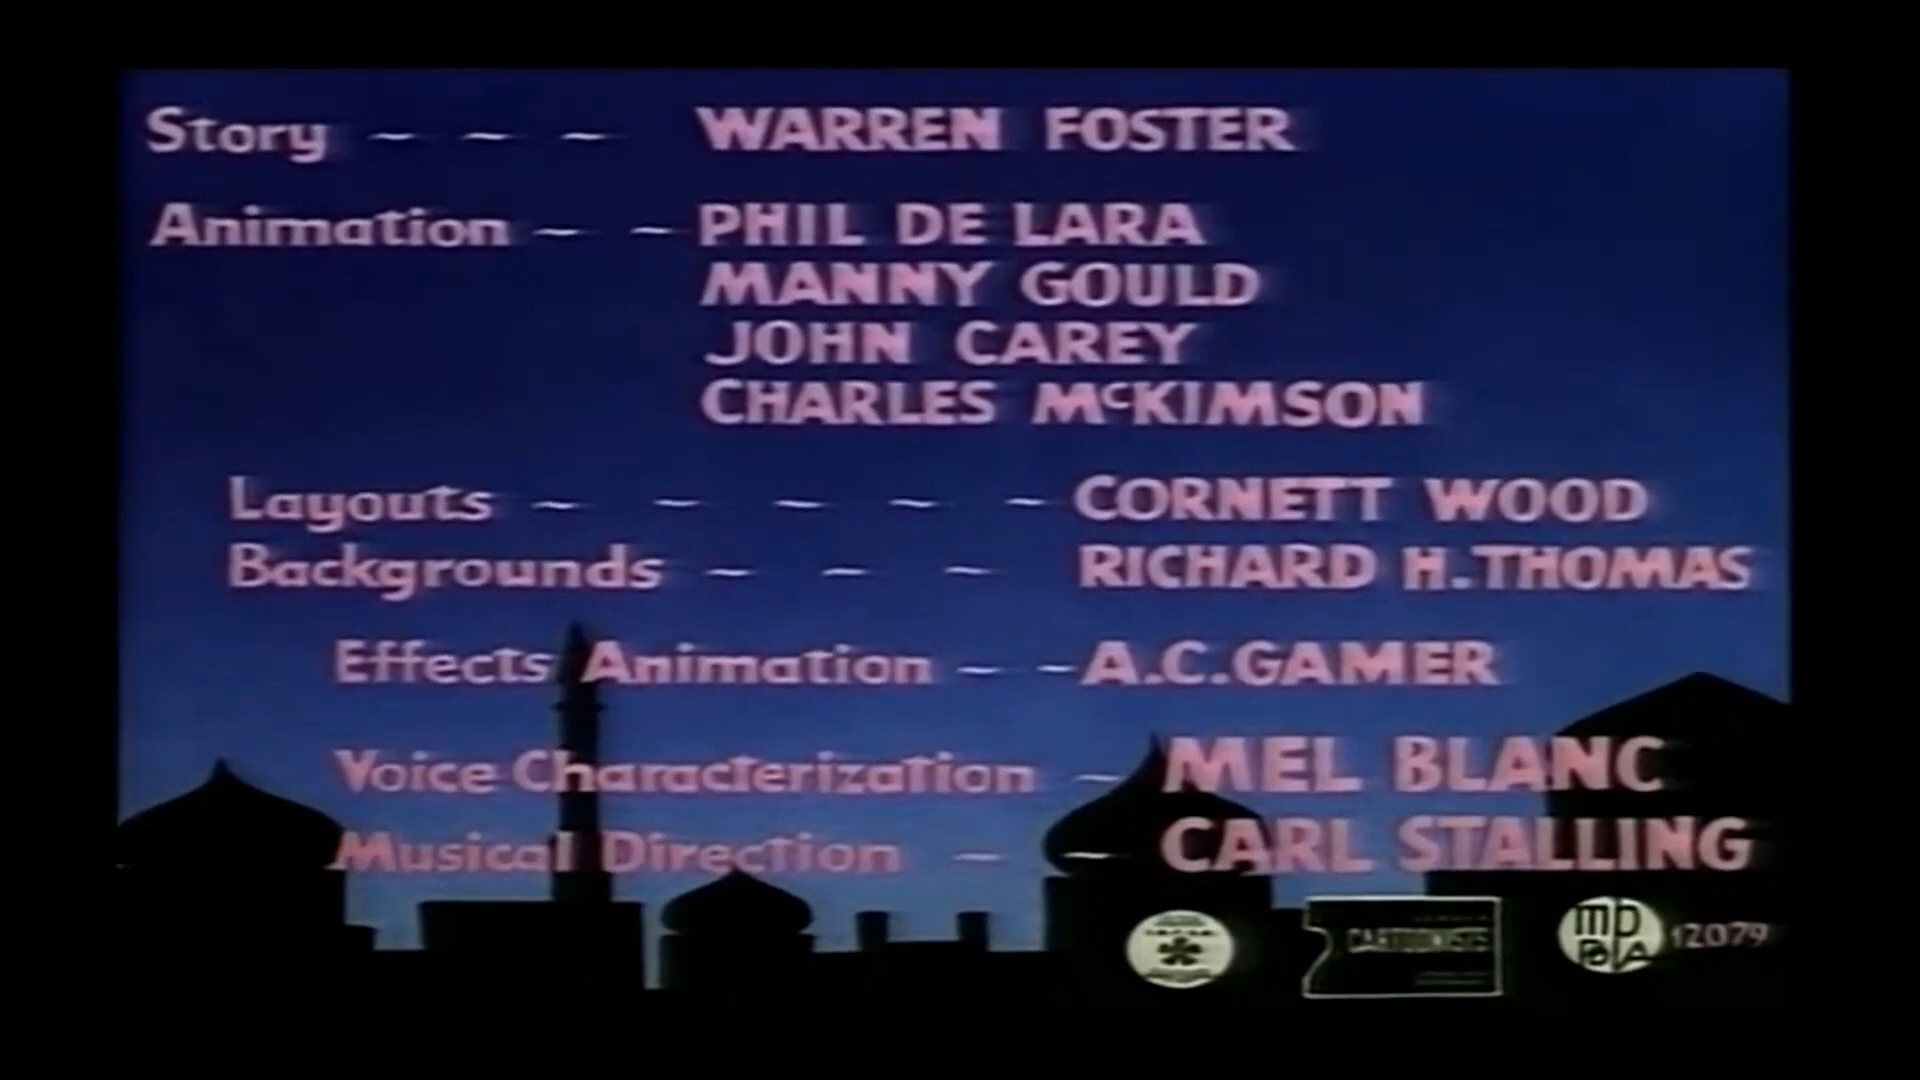 Story ~ ~ ~ WARREN FOSTER
Animation ~ ~ PHIL DE LARA
MANNY GOULD
JOHN CAREY
CHARLES McKIMSON
Layouts ~ ~ ~ ~ ~ CORNETT WOOD
Backgrounds ~ ~ ~ RICHARD H. THOMAS
Effects Animation ~ ~ A.C. GAMER
Voice Characterization ~ MEL BLANC
Musical Direction ~ ~ CARL STALLING
CARTOONISTS
MPPDA 12079